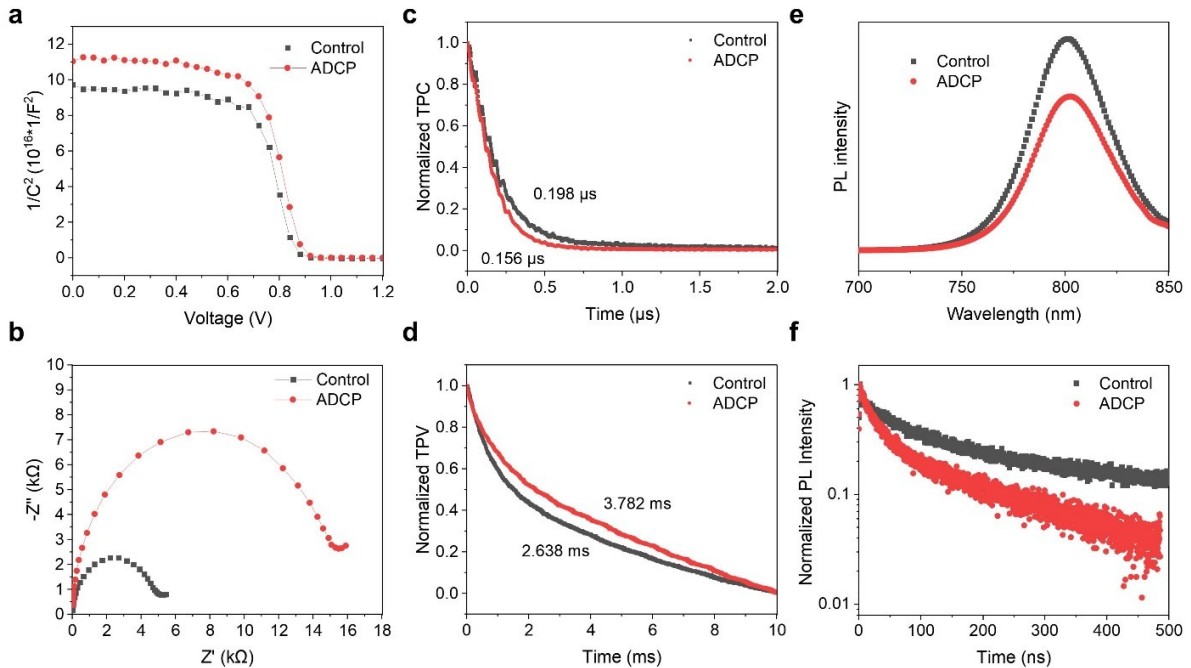 a
1/C² (10¹⁶*1/F²)
12
10
8
6
4
2
0
Control
ADCP
0.0 0.2 0.4 0.6 0.8 1.0 1.2
Voltage (V)
b
-Z'' (kΩ)
10
9
8
7
6
5
4
3
2
1
0
Control
ADCP
0 2 4 6 8 10 12 14 16 18
Z' (kΩ)
c
Normalized TPC
1.0
0.8
0.6
0.4
0.2
0.0
Control
ADCP
0.198 µs
0.156 µs
0.0 0.5 1.0 1.5 2.0
Time (µs)
d
Normalized TPV
1.0
0.8
0.6
0.4
0.2
0.0
Control
ADCP
3.782 ms
2.638 ms
0 2 4 6 8 10
Time (ms)
e
PL intensity
Control
ADCP
700 750 800 850
Wavelength (nm)
f
Normalized PL Intensity
1
0.1
0.01
Control
ADCP
0 100 200 300 400 500
Time (ns)